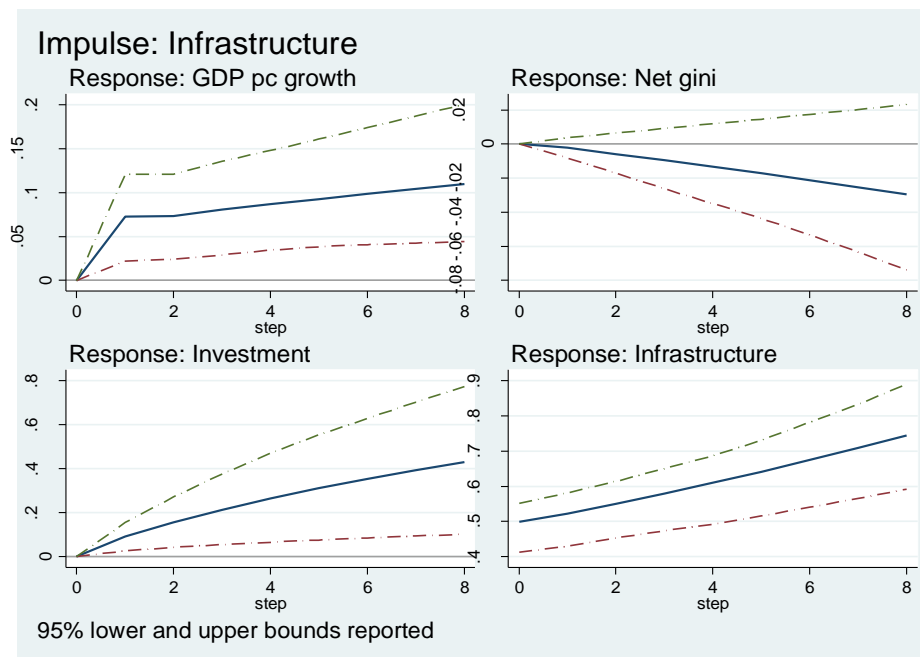 Impulse: Infrastructure
Response: GDP pc growth
0 .05 .1 .15 .2
0 2 4 6 8
step
Response: Net gini
-.08 -.06 -.04 -.02 0 .02
0 2 4 6 8
step
Response: Investment
0 .2 .4 .6 .8
0 2 4 6 8
step
Response: Infrastructure
.4 .5 .6 .7 .8 .9
0 2 4 6 8
step
95% lower and upper bounds reported